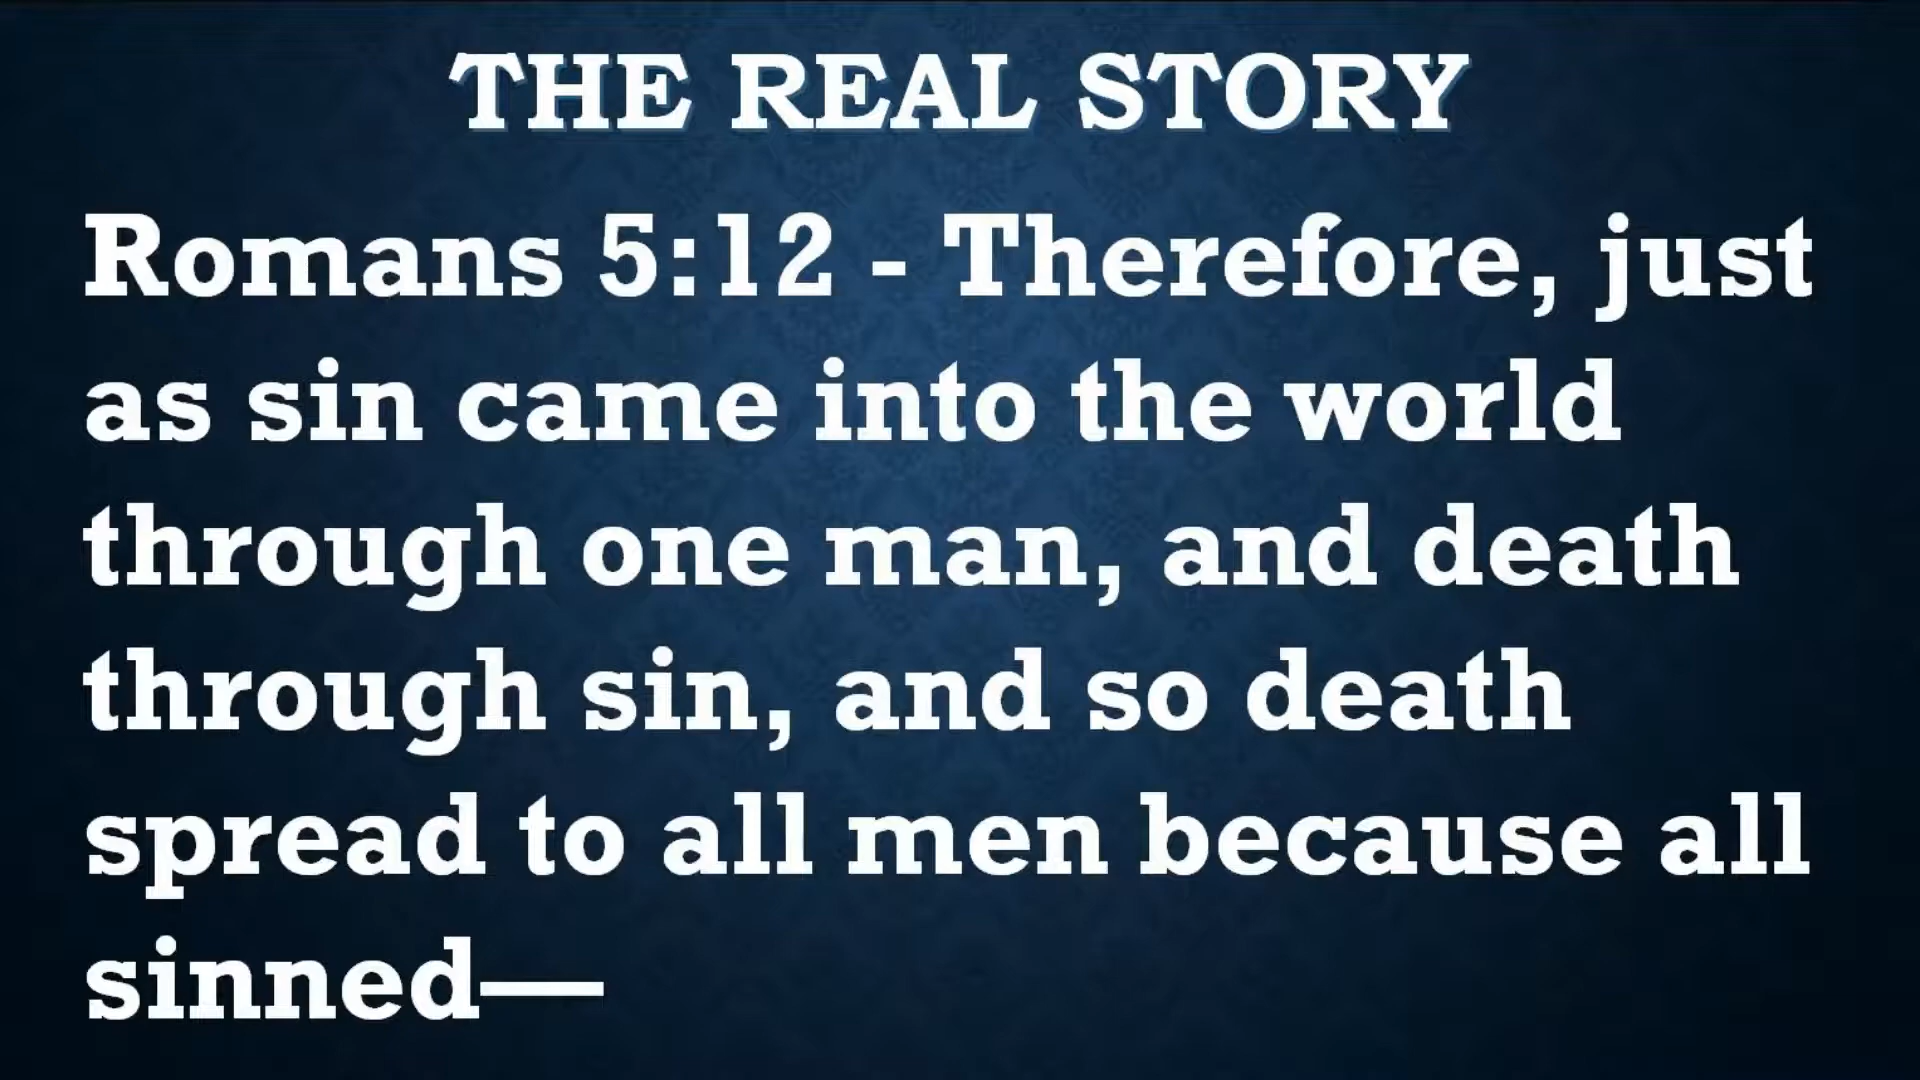 THE REAL STORY
Romans 5:12 - Therefore, just
as sin came into the world
through one man, and death
through sin, and so death
spread to all men because all
sinned—